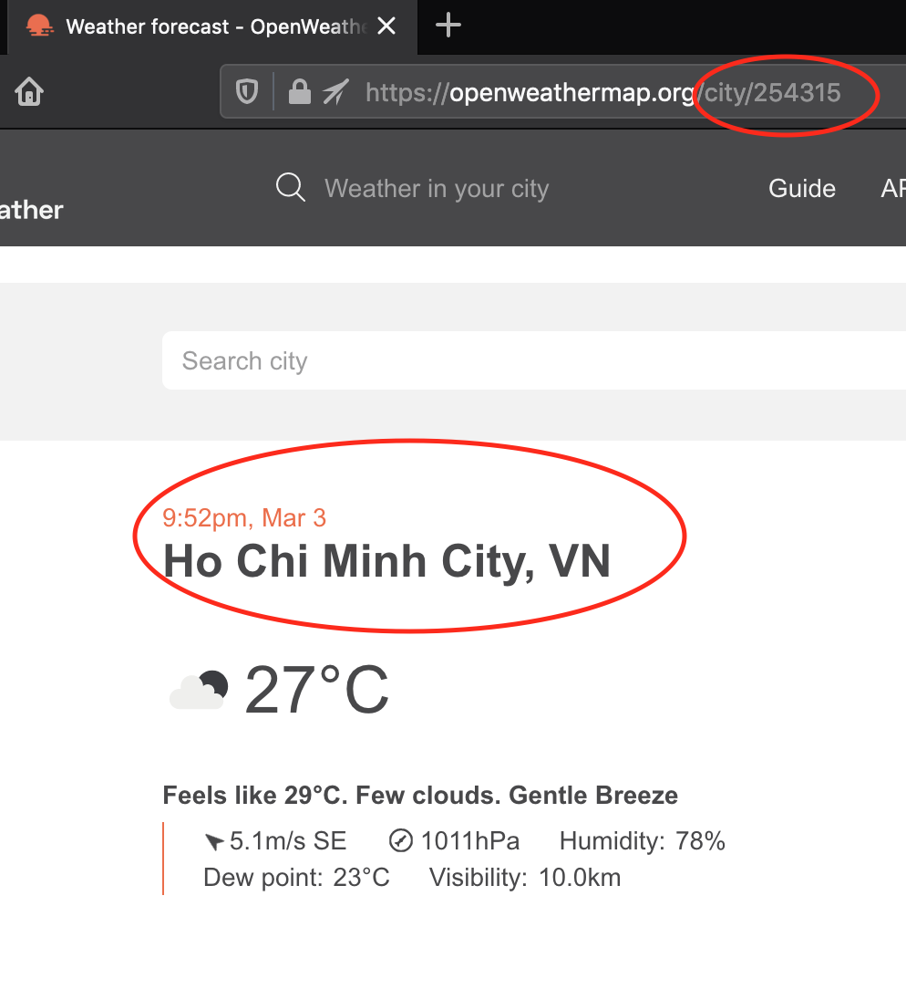 Weather forecast - OpenWeathe
https://openweathermap.org/city/254315
ather
Weather in your city
Guide
AP
Search city
9:52pm, Mar 3
Ho Chi Minh City, VN
27°C
Feels like 29°C. Few clouds. Gentle Breeze
5.1m/s SE 1011hPa Humidity: 78%
Dew point: 23°C Visibility: 10.0km